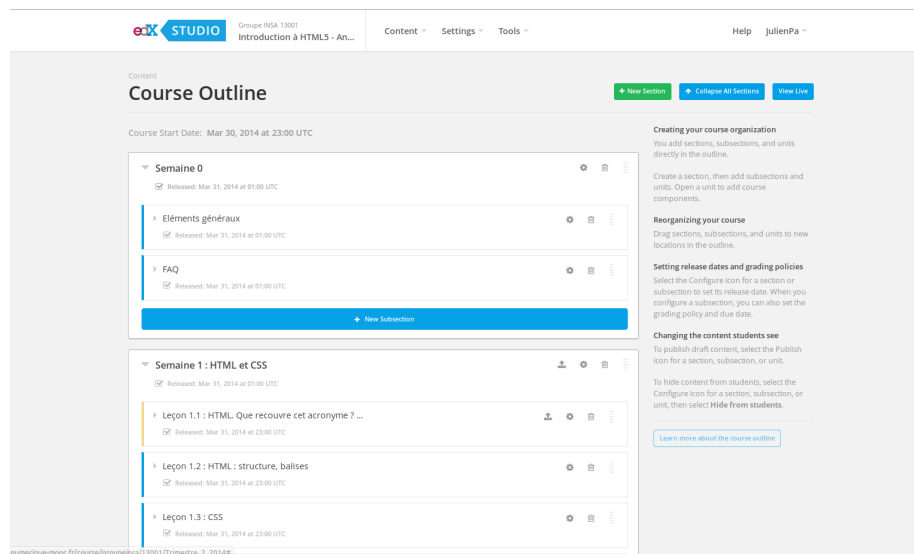 edX STUDIO
Groupe INSA 13001
Introduction à HTML5 - An...
Content
Settings
Tools
Help
JulienPa
Content
Course Outline
+ New Section
Collapse All Sections
View Live
Course Start Date: Mar 30, 2014 at 23:00 UTC
Semaine 0
Released: Mar 31, 2014 at 01:00 UTC
Eléments généraux
Released: Mar 31, 2014 at 01:00 UTC
FAQ
Released: Mar 31, 2014 at 01:00 UTC
+ New Subsection
Semaine 1 : HTML et CSS
Released: Mar 31, 2014 at 01:00 UTC
Leçon 1.1 : HTML. Que recouvre cet acronyme ? ...
Released: Mar 31, 2014 at 23:00 UTC
Leçon 1.2 : HTML : structure, balises
Released: Mar 31, 2014 at 23:00 UTC
Leçon 1.3 : CSS
Released: Mar 31, 2014 at 23:00 UTC
Creating your course organization
You add sections, subsections, and units
directly in the outline.
Create a section, then add subsections and
units. Open a unit to add course
components.
Reorganizing your course
Drag sections, subsections, and units to new
locations in the outline.
Setting release dates and grading policies
Select the Configure icon for a section or
subsection to set its release date. When you
configure a subsection, you can also set the
grading policy and due date.
Changing the content students see
To publish draft content, select the Publish
icon for a section, subsection, or unit.
To hide content from students, select the
Configure icon for a section, subsection, or
unit, then select Hide from students.
Learn more about the course outline